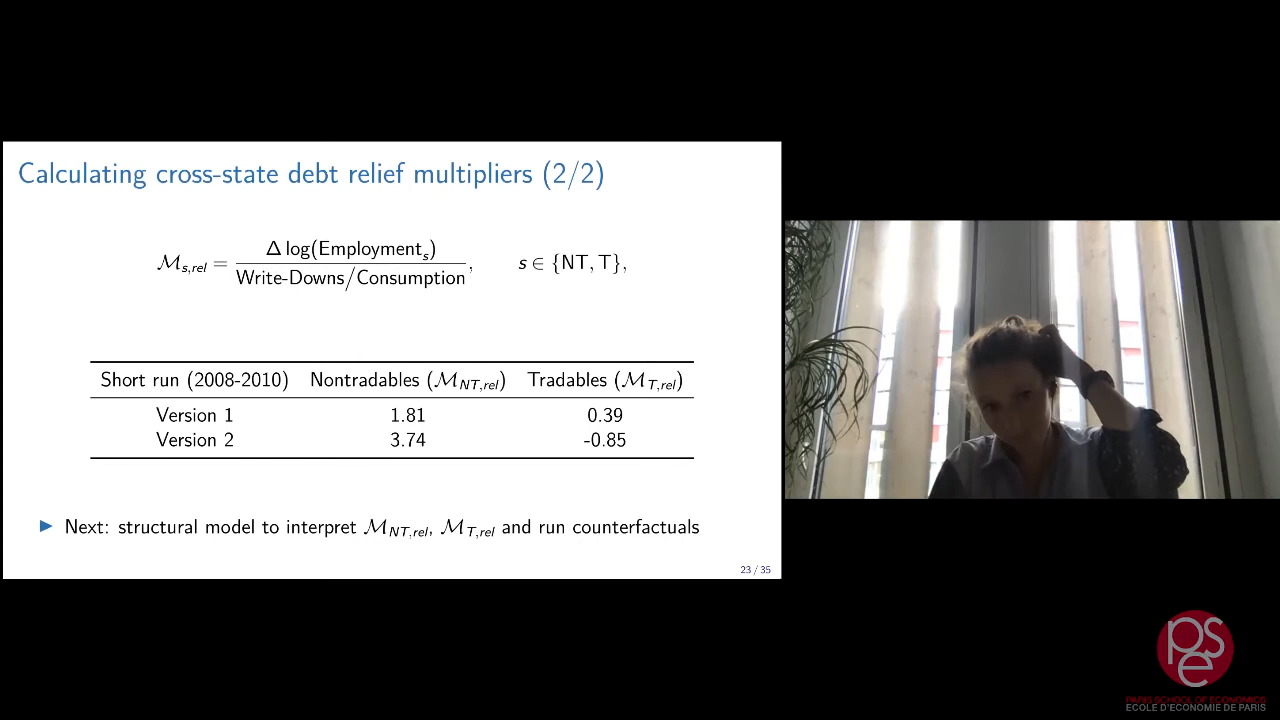 Calculating cross-state debt relief multipliers (2/2)
ℳ_{s,rel} = Δ log(Employment_s) / Write-Downs/Consumption, s ∈ {NT, T},
Short run (2008-2010) Nontradables (ℳ_{NT,rel}) Tradables (ℳ_{T,rel})
Version 1 1.81 0.39
Version 2 3.74 -0.85
▶ Next: structural model to interpret ℳ_{NT,rel}, ℳ_{T,rel} and run counterfactuals
23 / 35
pse
PARIS SCHOOL OF ECONOMICS
ECOLE D'ECONOMIE DE PARIS